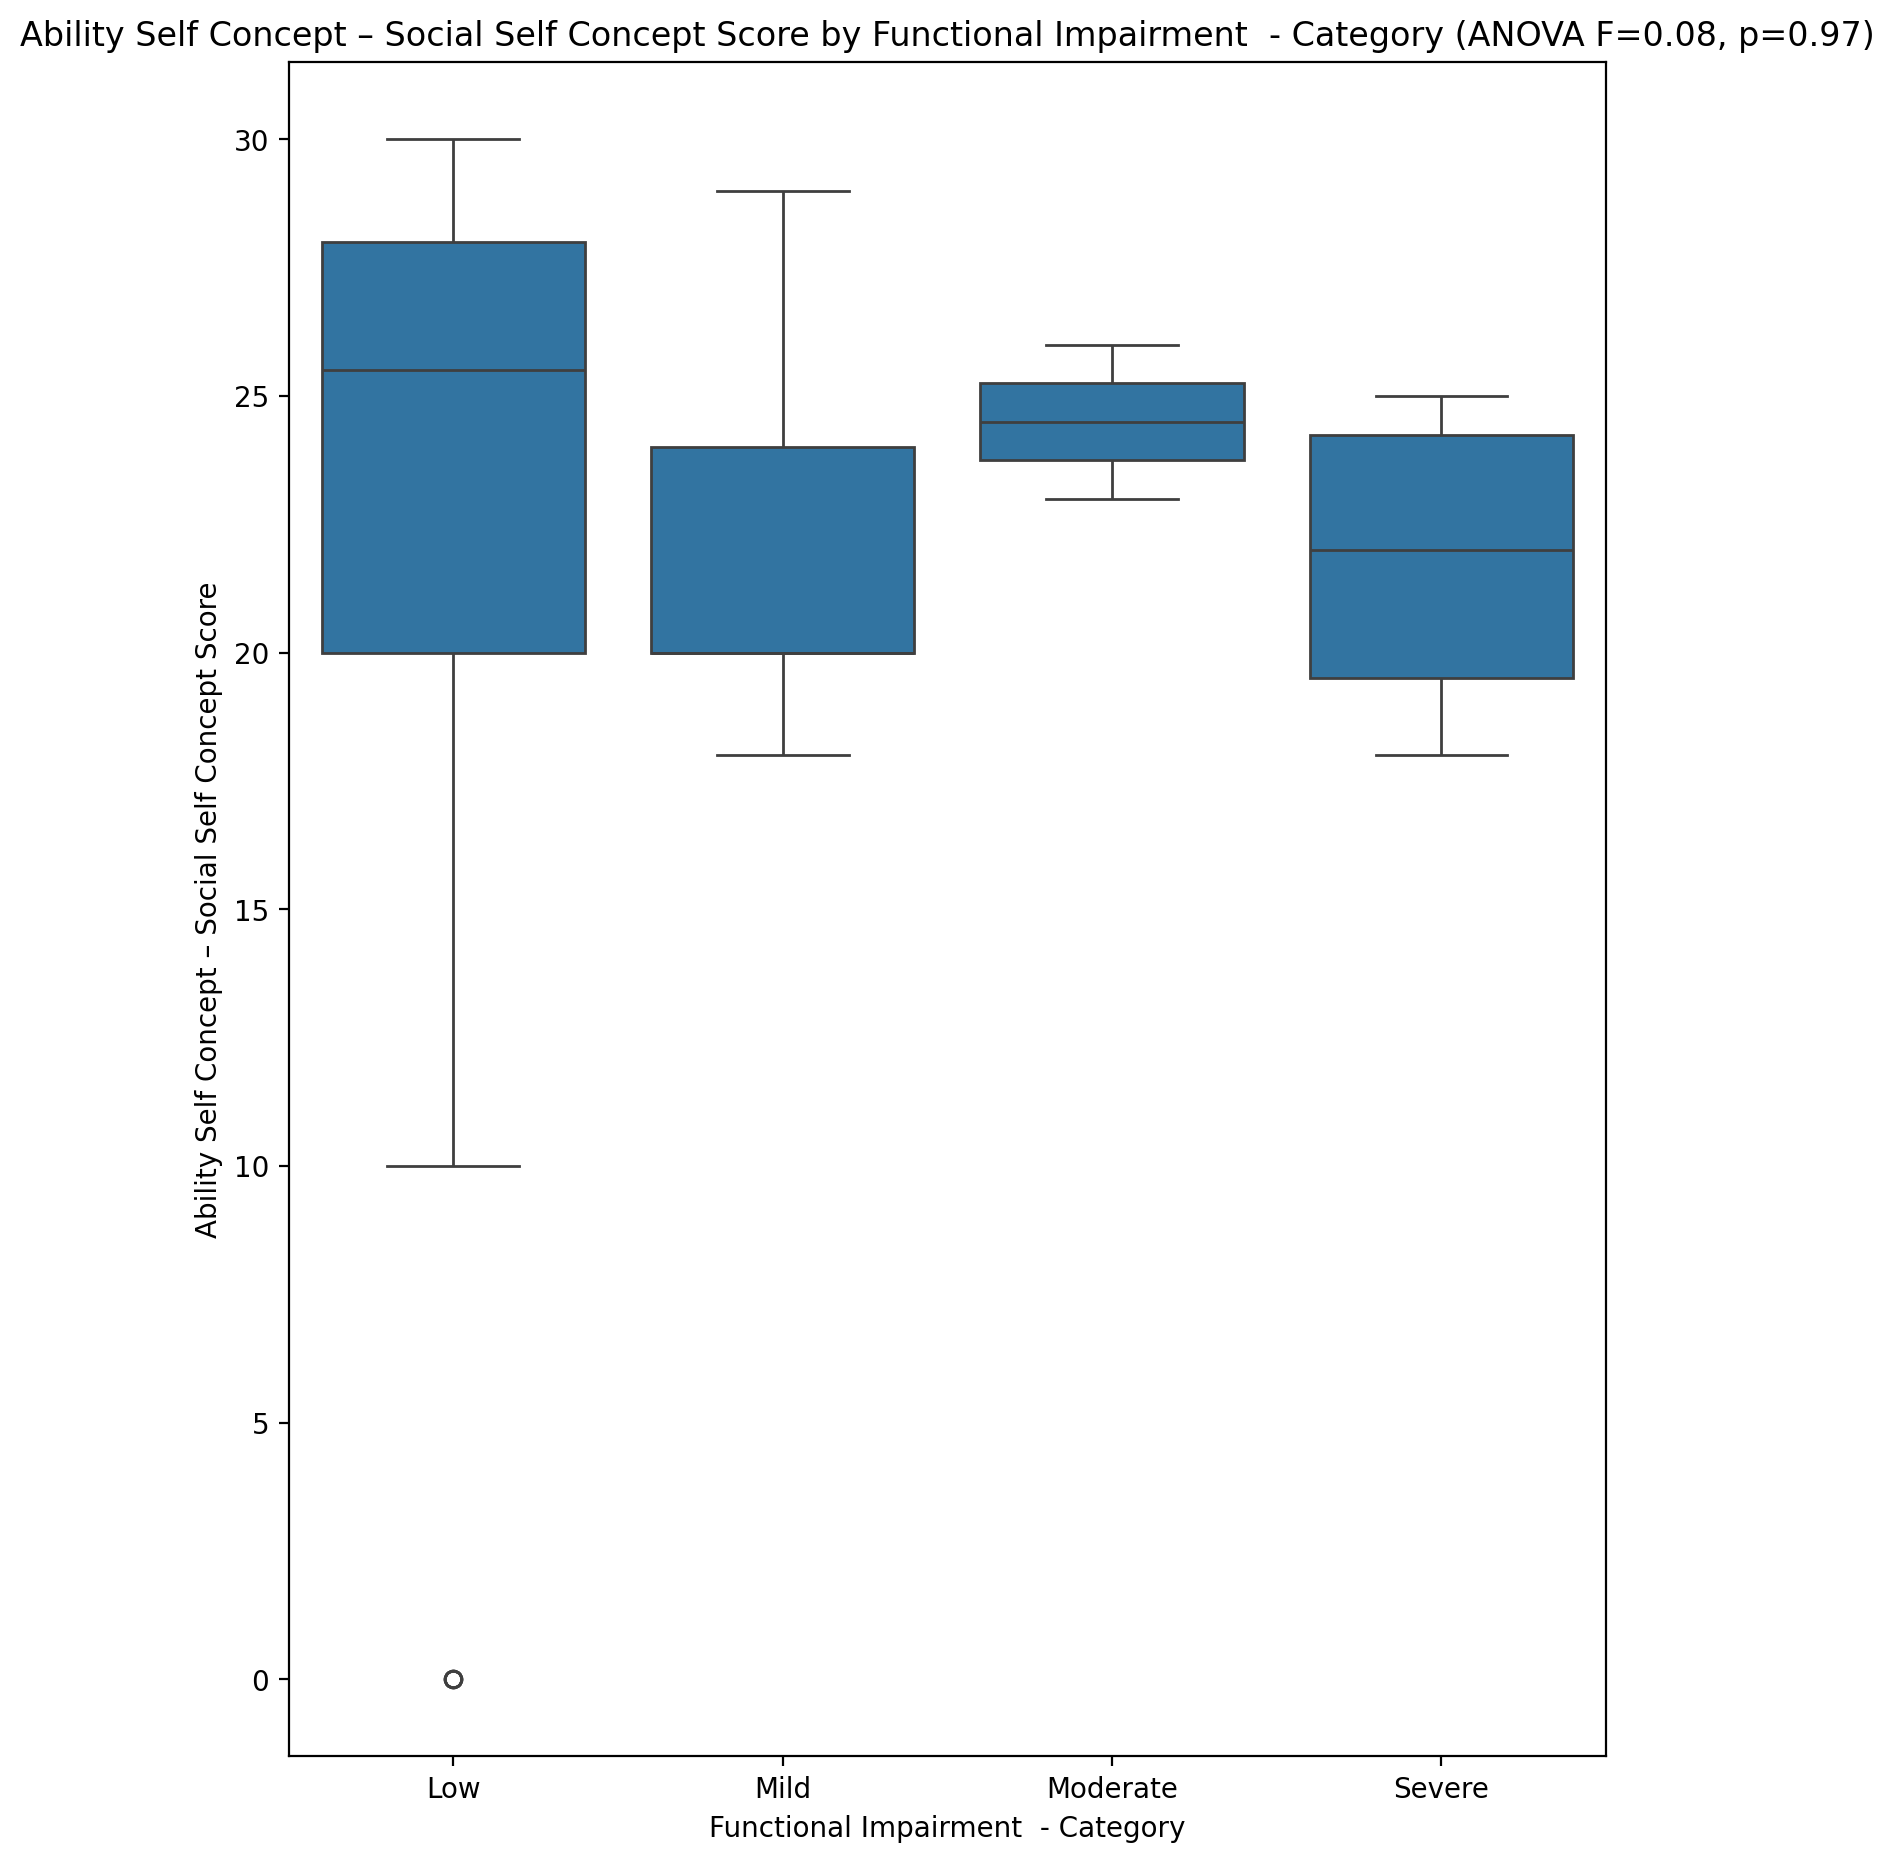 Ability Self Concept – Social Self Concept Score by Functional Impairment  - Category (ANOVA F=0.08, p=0.97)
Ability Self Concept – Social Self Concept Score
30
25
20
15
10
5
0
Low
Mild
Moderate
Severe
Functional Impairment  - Category